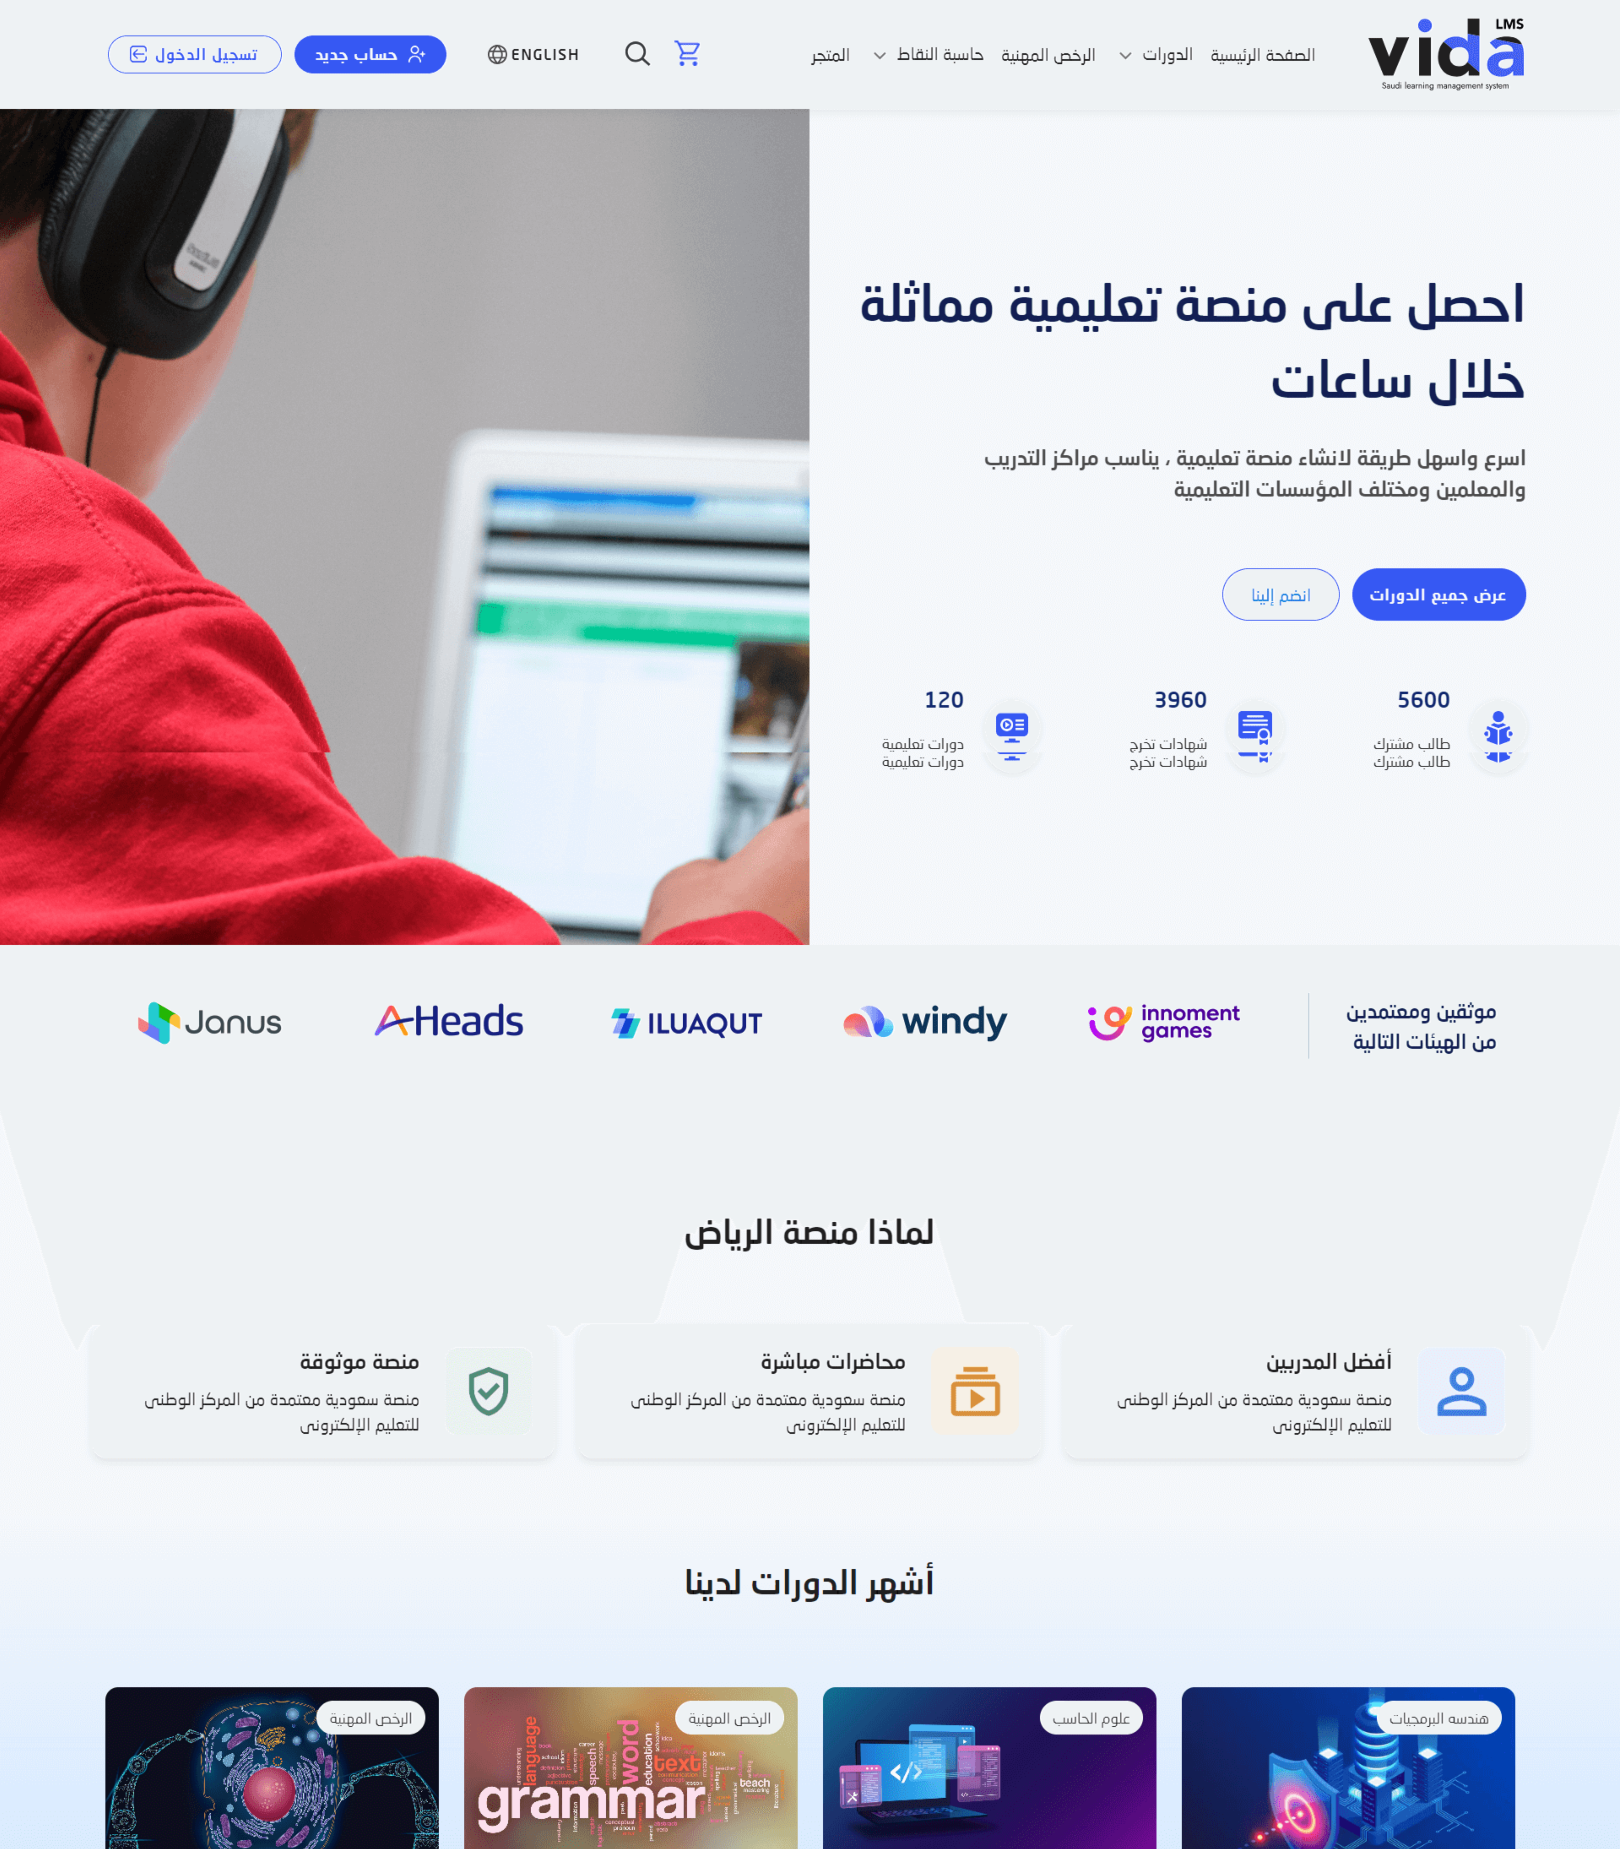 LMS
vida
Saudi learning management system
الصفحة الرئيسية
الدورات
الرخص المهنية
حاسبة النقاط
المتجر
ENGLISH
حساب جديد
تسجيل الدخول
احصل على منصة تعليمية مماثلة
خلال ساعات
اسرع واسهل طريقة لانشاء منصة تعليمية ، يناسب مراكز التدريب
والمعلمين ومختلف المؤسسات التعليمية
عرض جميع الدورات
انضم إلينا
5600
طالب مشترك
طالب مشترك
3960
شهادات تخرج
شهادات تخرج
120
دورات تعليمية
دورات تعليمية
موثقين ومعتمدين
من الهيئات التالية
innoment
games
windy
ILUAQUT
AHeads
Janus
لماذا منصة الرياض
أفضل المدربين
منصة سعودية معتمدة من المركز الوطنى
للتعليم الإلكترونى
محاضرات مباشرة
منصة سعودية معتمدة من المركز الوطنى
للتعليم الإلكترونى
منصة موثوقة
منصة سعودية معتمدة من المركز الوطنى
للتعليم الإلكترونى
أشهر الدورات لدينا
هندسه البرمجيات
علوم الحاسب
</>
الرخص المهنية
language
speech
word
education
text
teach
grammar
الرخص المهنية